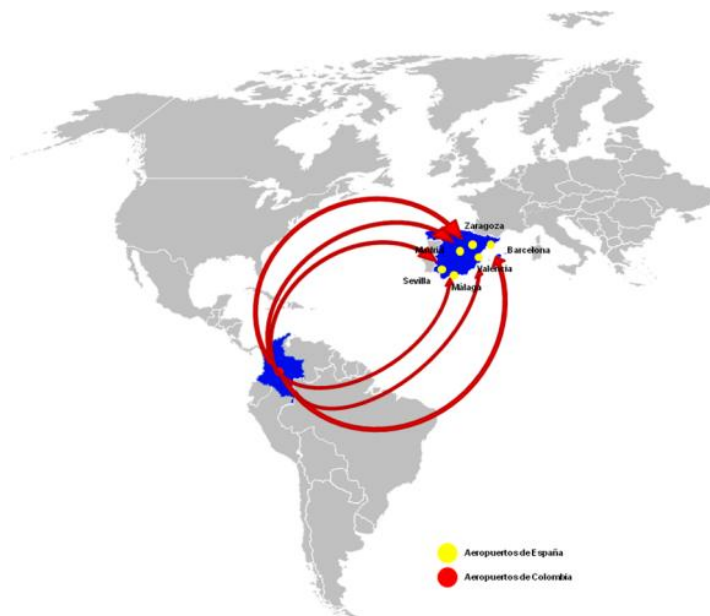 Zaragoza
Madrid
Barcelona
Valencia
Sevilla
Málaga
Aeropuertos de España
Aeropuertos de Colombia